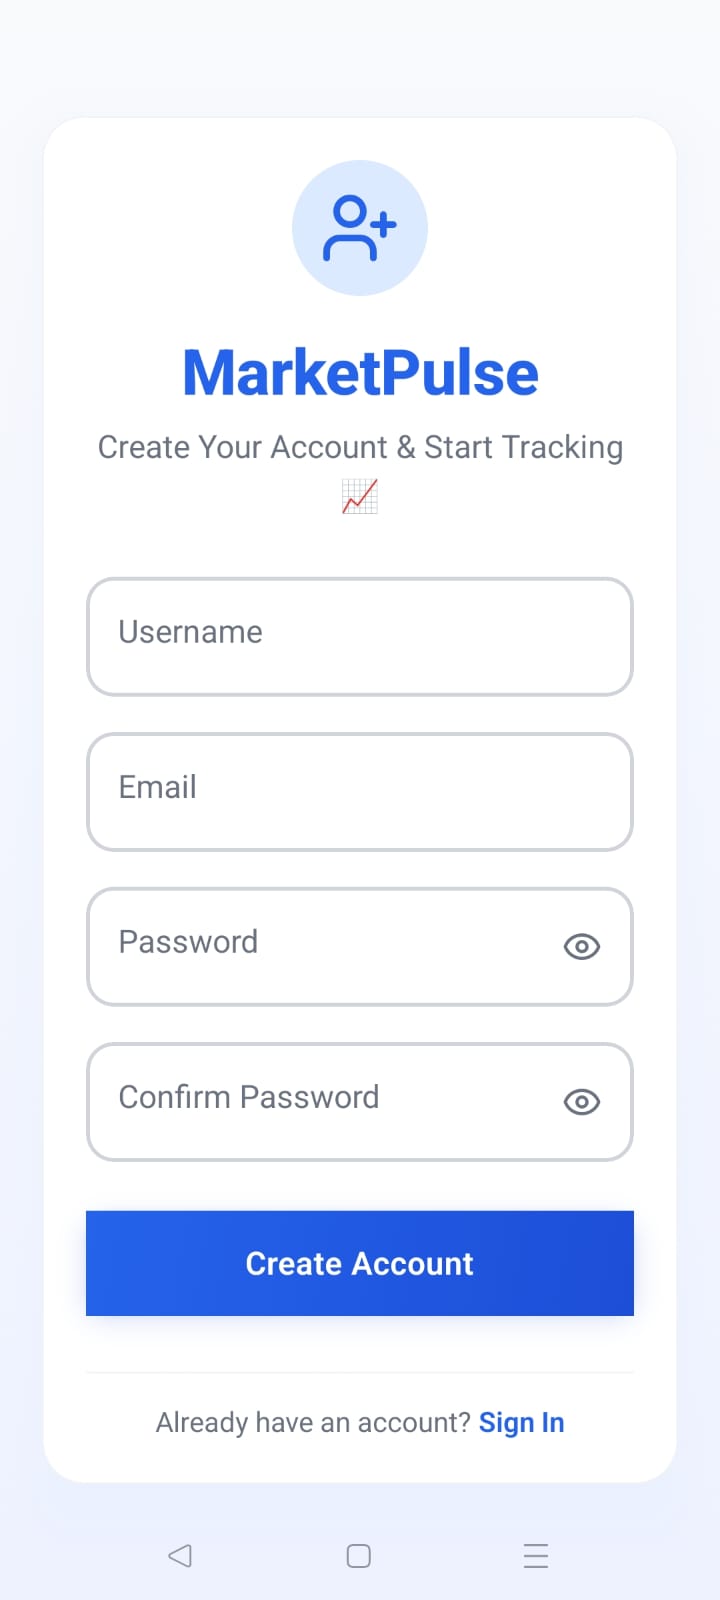 MarketPulse
Create Your Account & Start Tracking
📈
Username
Email
Password
Confirm Password
Create Account
Already have an account? Sign In